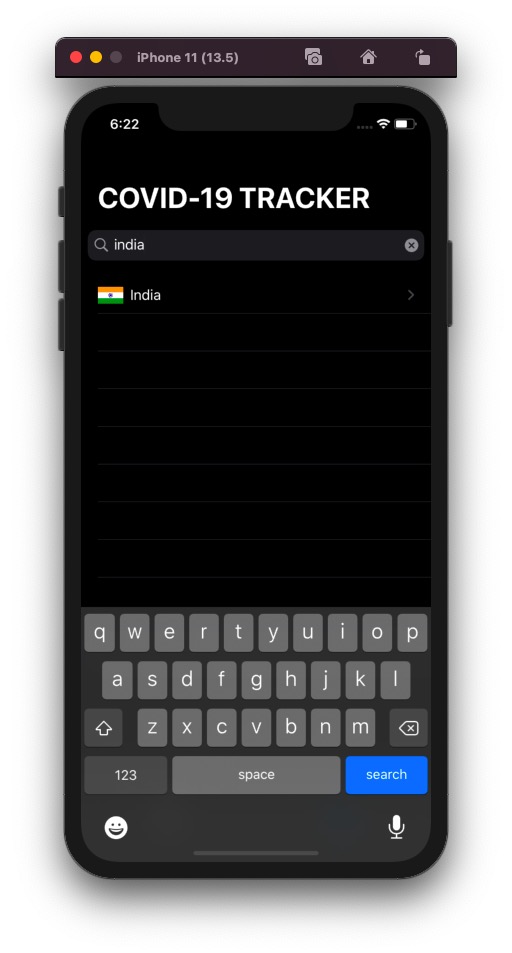 iPhone 11 (13.5)
6:22
COVID-19 TRACKER
india
India
q w e r t y u i o p
a s d f g h j k l
z x c v b n m
123 space search